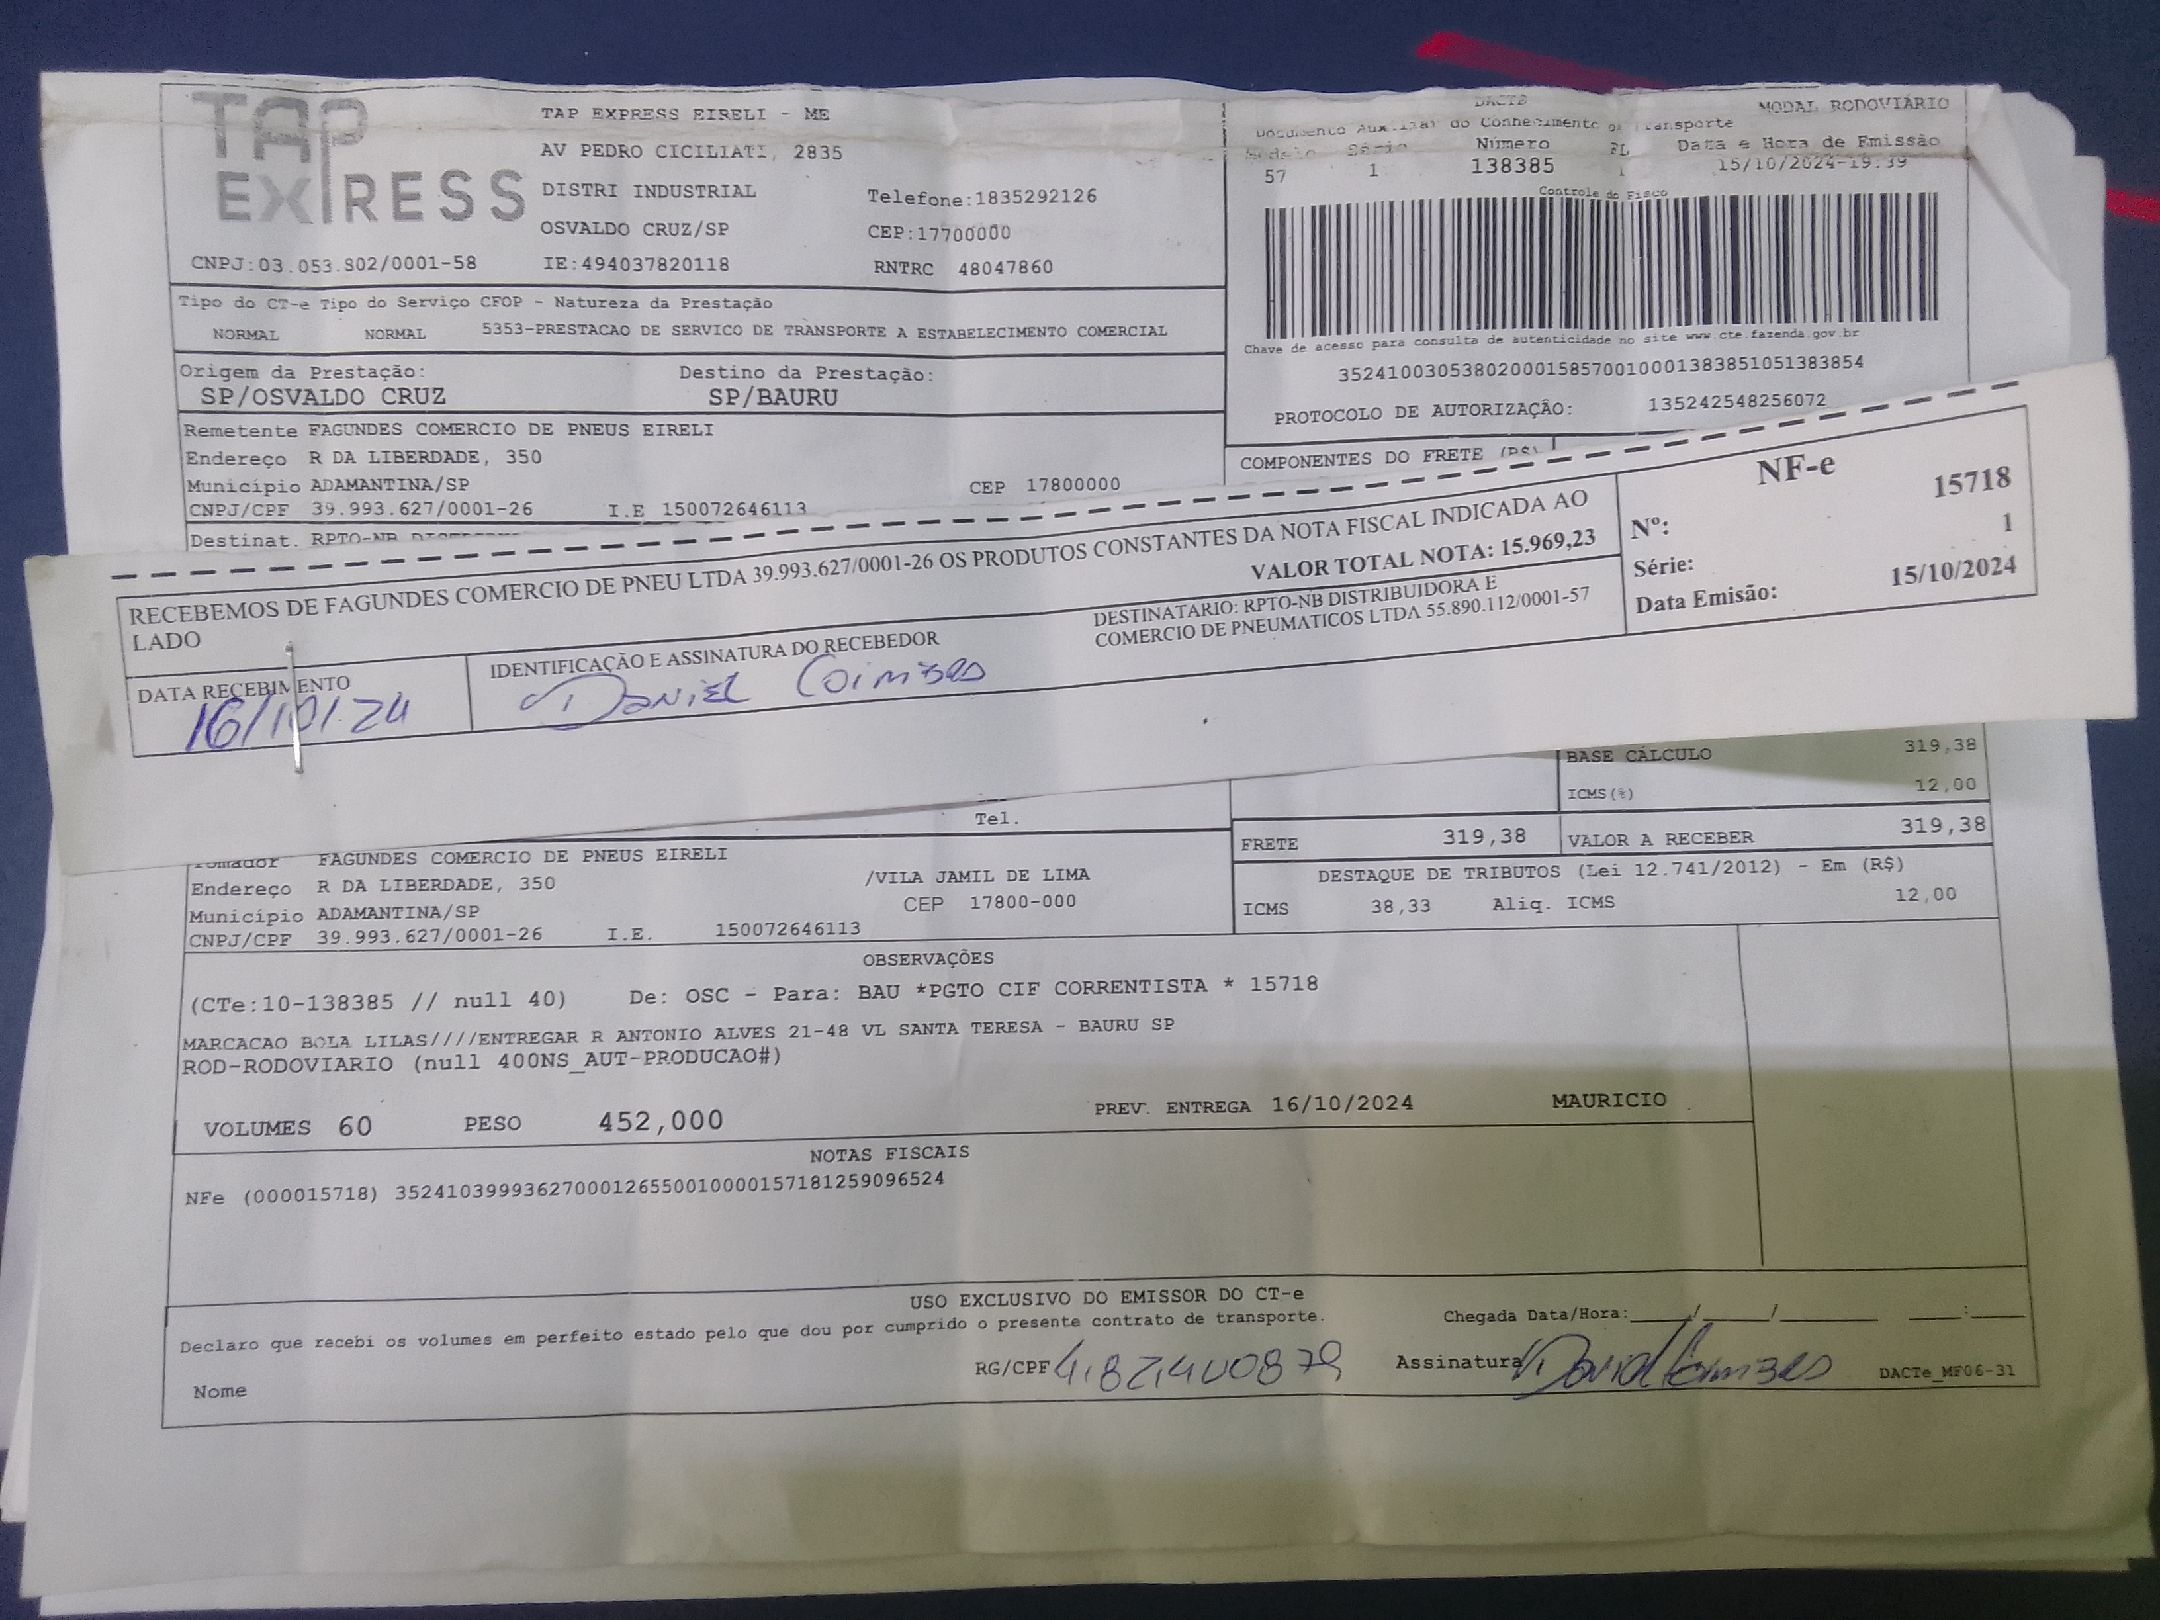 TAP EXPRESS
TAP EXPRESS EIRELI - ME
AV PEDRO CICILIATI, 2835
DISTRI INDUSTRIAL Telefone:1835292126
OSVALDO CRUZ/SP CEP:17700000
CNPJ:03.053.802/0001-58 IE:494037820118 RNTRC 48047860
DACTE MODAL RODOVIÁRIO
Documento Auxiliar do Conhecimento Transporte
Série Número FL Data e Hora de Emissão
57 1 138385 15/10/2024-19.39
Controle do Fisco
Chave de acesso para consulta de autenticidade no site www.cte.fazenda.gov.br
35241003053802000158570010001383851051383854
PROTOCOLO DE AUTORIZAÇÃO: 135242548256072
Tipo do CT-e Tipo do Serviço CFOP - Natureza da Prestação
NORMAL NORMAL 5353-PRESTACAO DE SERVICO DE TRANSPORTE A ESTABELECIMENTO COMERCIAL
Origem da Prestação: Destino da Prestação:
SP/OSVALDO CRUZ SP/BAURU
Remetente FAGUNDES COMERCIO DE PNEUS EIRELI
Endereço R DA LIBERDADE, 350
Município ADAMANTINA/SP CEP 17800000
CNPJ/CPF 39.993.627/0001-26 I.E 150072646113
Destinat. RPTO-NB
COMPONENTES DO FRETE (R$)
RECEBEMOS DE FAGUNDES COMERCIO DE PNEU LTDA 39.993.627/0001-26 OS PRODUTOS CONSTANTES DA NOTA FISCAL INDICADA AO
LADO
VALOR TOTAL NOTA: 15.969,23
DESTINATARIO: RPTO-NB DISTRIBUIDORA E
COMERCIO DE PNEUMATICOS LTDA 55.890.112/0001-57
DATA RECEBIMENTO
16/10/24
IDENTIFICAÇÃO E ASSINATURA DO RECEBEDOR
Daniel
NF-e
Nº: 15718
Série: 1
Data Emisão: 15/10/2024
BASE CÁLCULO 319,38
ICMS(%) 12,00
Tel.
FRETE 319,38 VALOR A RECEBER 319,38
DESTAQUE DE TRIBUTOS (Lei 12.741/2012) - Em (R$)
ICMS 38,33 Aliq. ICMS 12,00
Tomador FAGUNDES COMERCIO DE PNEUS EIRELI
Endereço R DA LIBERDADE, 350 /VILA JAMIL DE LIMA
Município ADAMANTINA/SP CEP 17800-000
CNPJ/CPF 39.993.627/0001-26 I.E. 150072646113
OBSERVAÇÕES
(CTe:10-138385 // null 40) De: OSC - Para: BAU *PGTO CIF CORRENTISTA * 15718
MARCACAO BOLA LILAS////ENTREGAR R ANTONIO ALVES 21-48 VL SANTA TERESA - BAURU SP
ROD-RODOVIARIO (null 400NS_AUT-PRODUCAO#)
VOLUMES 60 PESO 452,000 PREV. ENTREGA 16/10/2024 MAURICIO
NOTAS FISCAIS
NFe (000015718) 35241039993627000126550010000157181259096524
USO EXCLUSIVO DO EMISSOR DO CT-e
Declaro que recebi os volumes em perfeito estado pelo que dou por cumprido o presente contrato de transporte.
Chegada Data/Hora:____/____/______ ___:___
Nome RG/CPF Assinatura DACTe_MF06-31